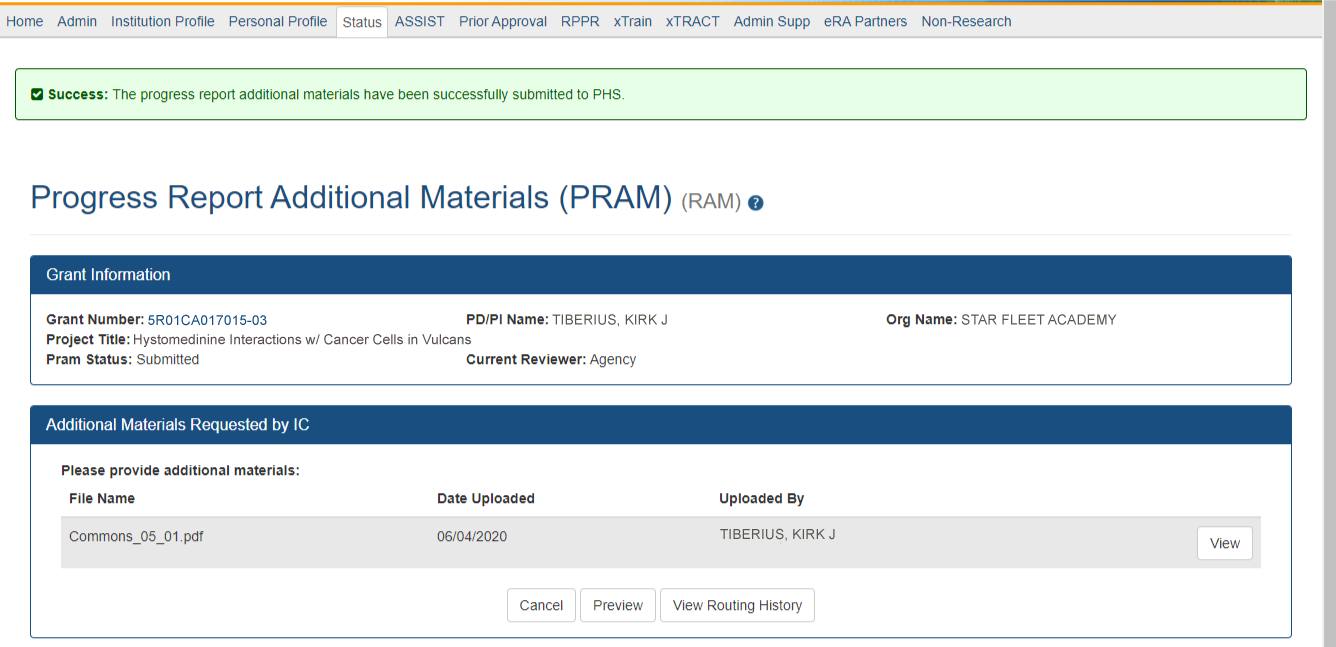 Home Admin Institution Profile Personal Profile Status ASSIST Prior Approval RPPR xTrain xTRACT Admin Supp eRA Partners Non-Research
Success: The progress report additional materials have been successfully submitted to PHS.
Progress Report Additional Materials (PRAM) (RAM) ?
Grant Information
Grant Number: 5R01CA017015-03 PD/PI Name: TIBERIUS, KIRK J Org Name: STAR FLEET ACADEMY
Project Title: Hystomedinine Interactions w/ Cancer Cells in Vulcans
Pram Status: Submitted Current Reviewer: Agency
Additional Materials Requested by IC
Please provide additional materials:
File Name Date Uploaded Uploaded By
Commons_05_01.pdf 06/04/2020 TIBERIUS, KIRK J View
Cancel Preview View Routing History